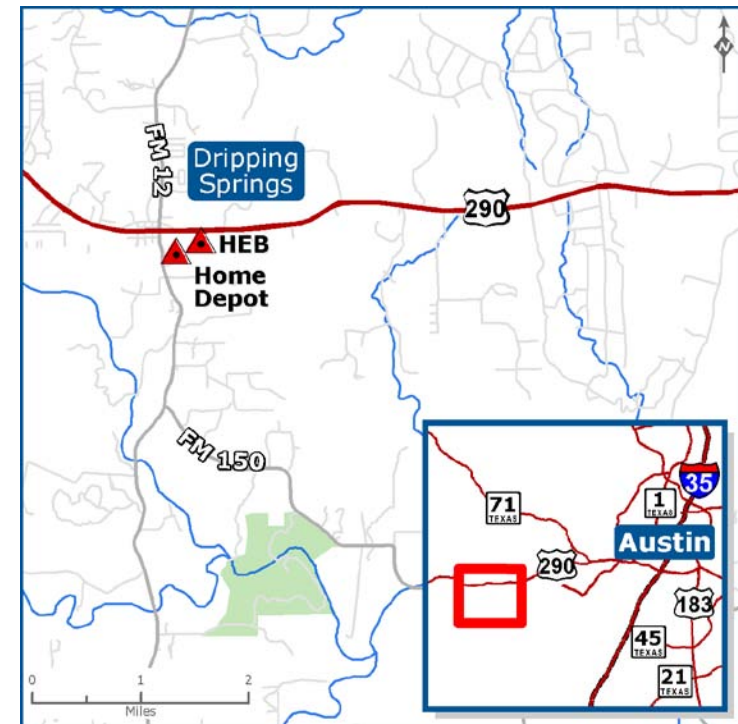 N
FM 12
Dripping
Springs
290
HEB
Home
Depot
FM 150
35
1
TEXAS
71
TEXAS
Austin
290
183
45
TEXAS
21
TEXAS
0 1 2
Miles